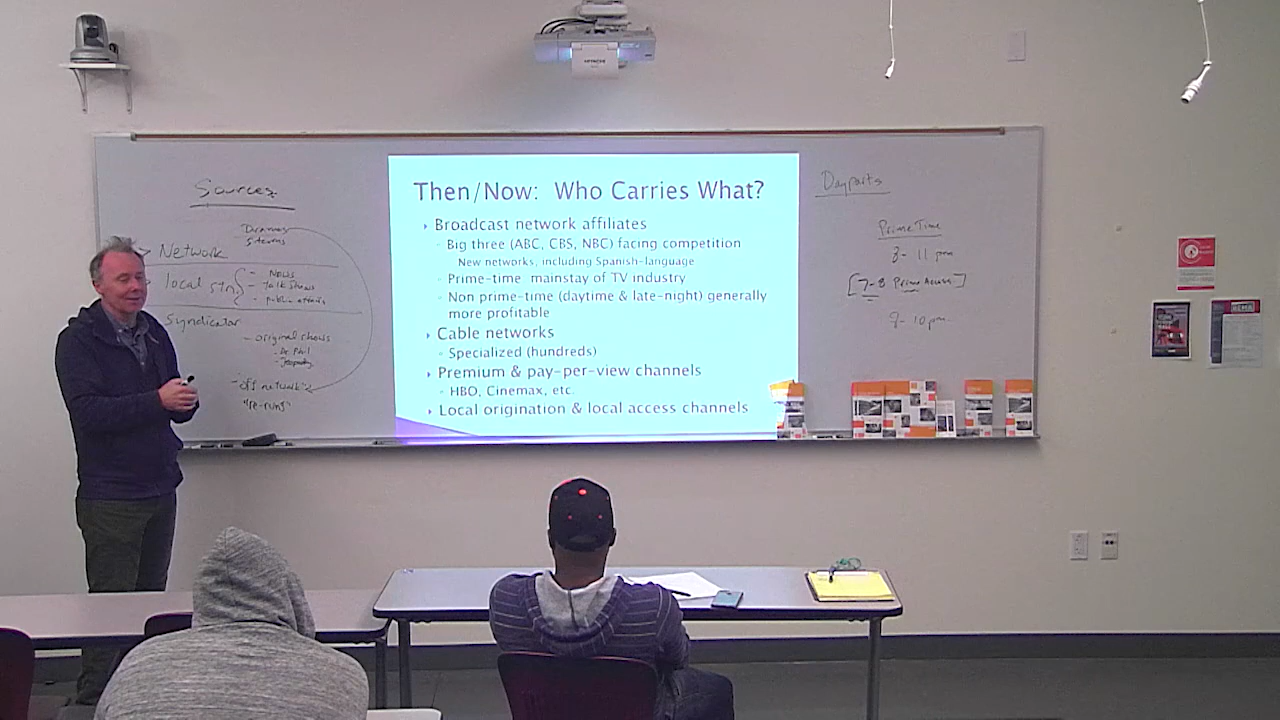 HITACHI
Sources
Dramas
Sitcoms
Network
local stn
- News
- Talk Shows
- public affairs
Syndicator
- original shows
- Dr. Phil
- Jeopardy
- off network
"re-runs"
Then/Now: Who Carries What?
Broadcast network affiliates
Big three (ABC, CBS, NBC) facing competition
New networks, including Spanish-language
Prime-time mainstay of TV industry
Non prime-time (daytime & late-night) generally
more profitable
Cable networks
Specialized (hundreds)
Premium & pay-per-view channels
HBO, Cinemax, etc.
Local origination & local access channels
Dayparts
Prime Time
8 - 11 pm
[7-8 Prime Access]